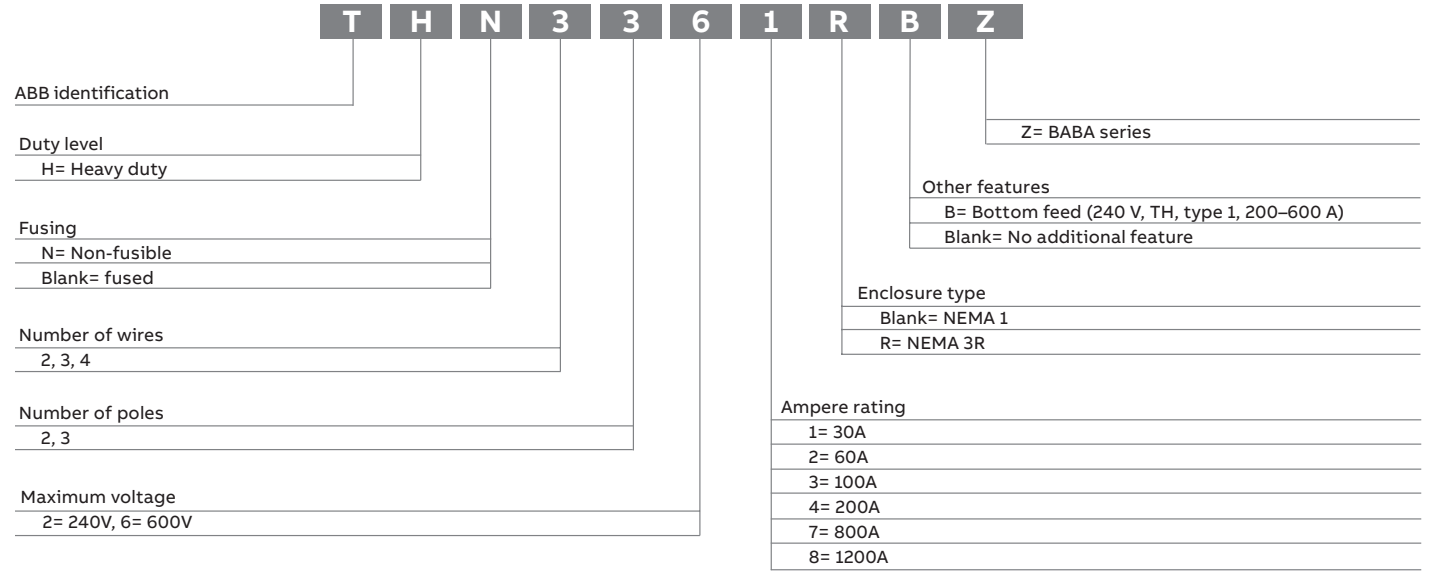 T H N 3 3 6 1 R B Z
ABB identification
Duty level
H= Heavy duty
Fusing
N= Non-fusible
Blank= fused
Number of wires
2, 3, 4
Number of poles
2, 3
Maximum voltage
2= 240V, 6= 600V
Z= BABA series
Other features
B= Bottom feed (240 V, TH, type 1, 200–600 A)
Blank= No additional feature
Enclosure type
Blank= NEMA 1
R= NEMA 3R
Ampere rating
1= 30A
2= 60A
3= 100A
4= 200A
7= 800A
8= 1200A